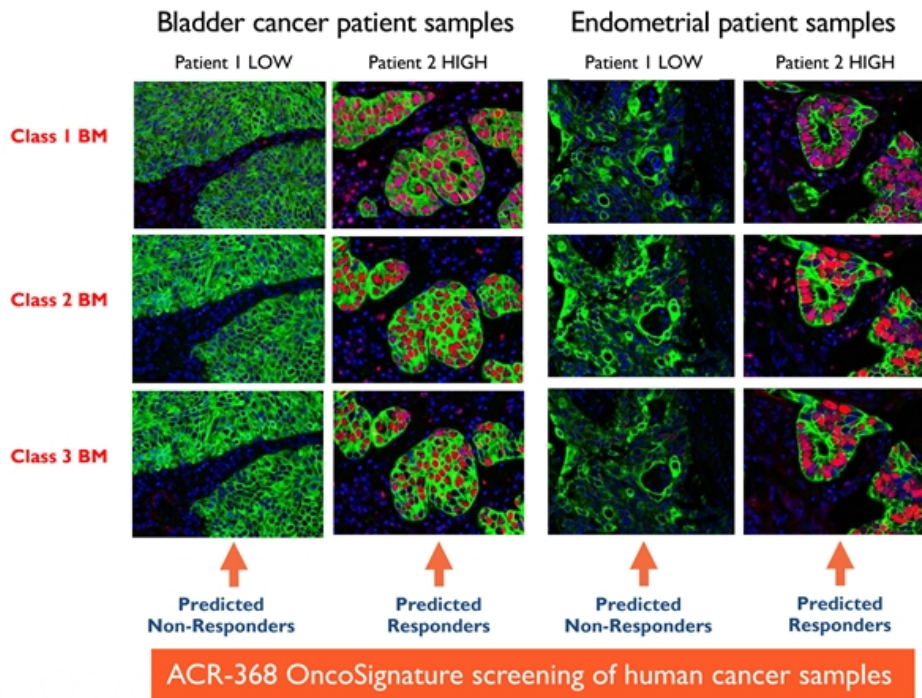 Bladder cancer patient samples
Endometrial patient samples
Patient 1 LOW
Patient 2 HIGH
Patient 1 LOW
Patient 2 HIGH
Class 1 BM
Class 2 BM
Class 3 BM
Predicted
Non-Responders
Predicted
Responders
Predicted
Non-Responders
Predicted
Responders
ACR-368 OncoSignature screening of human cancer samples